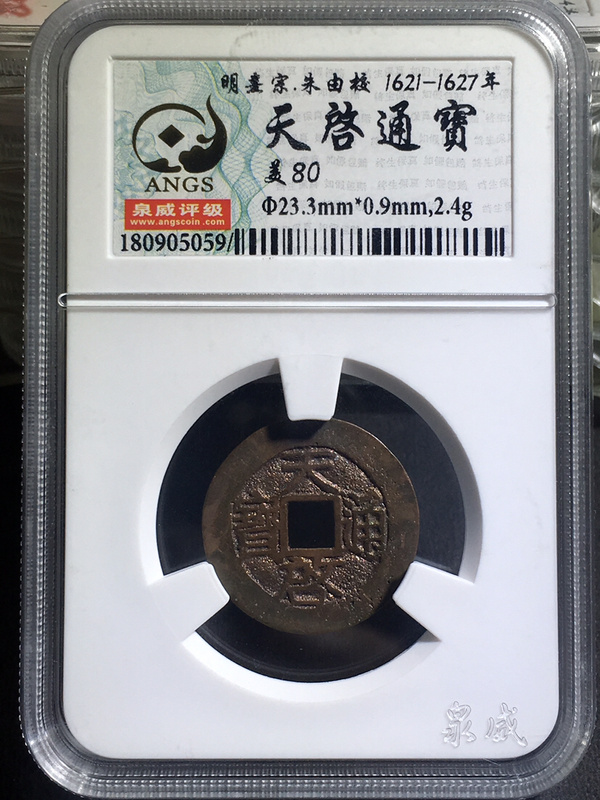 明熹宗.朱由校 1621-1627年
天啓通寶
美80
ANGS
泉威评级
www.angscoin.com
Φ23.3mm*0.9mm,2.4g
180905059/
天啓通寶
泉威